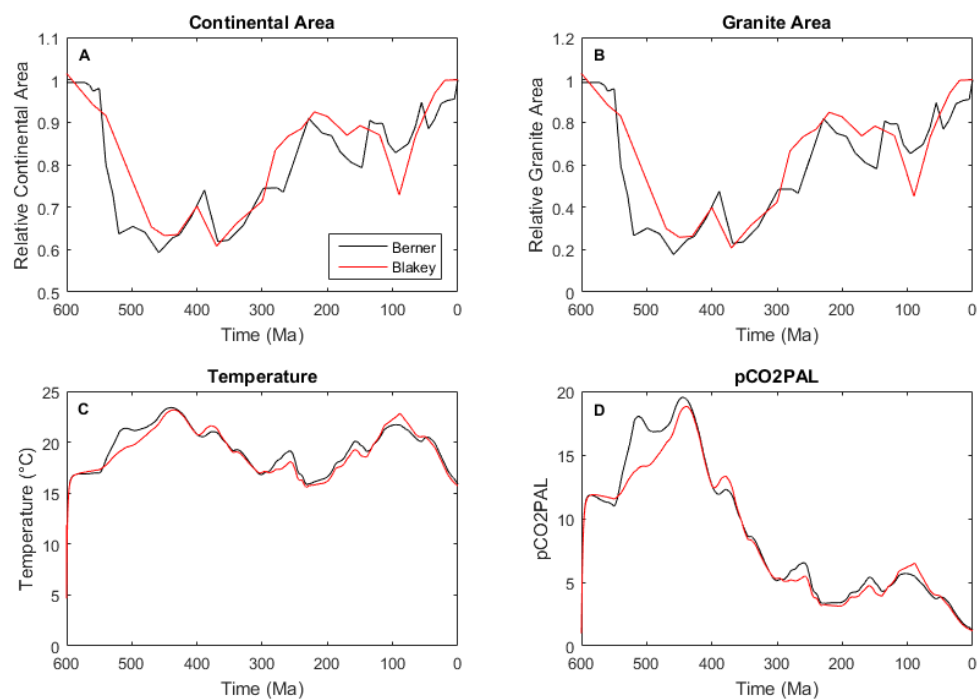 Continental Area
A
Relative Continental Area
1.1
1
0.9
0.8
0.7
0.6
0.5
600 500 400 300 200 100 0
Time (Ma)
Berner
Blakey
Granite Area
B
Relative Granite Area
1.2
1
0.8
0.6
0.4
0.2
0
600 500 400 300 200 100 0
Time (Ma)
Temperature
C
Temperature (°C)
25
20
15
10
5
0
600 500 400 300 200 100 0
Time (Ma)
pCO2PAL
D
pCO2PAL
20
15
10
5
0
600 500 400 300 200 100 0
Time (Ma)